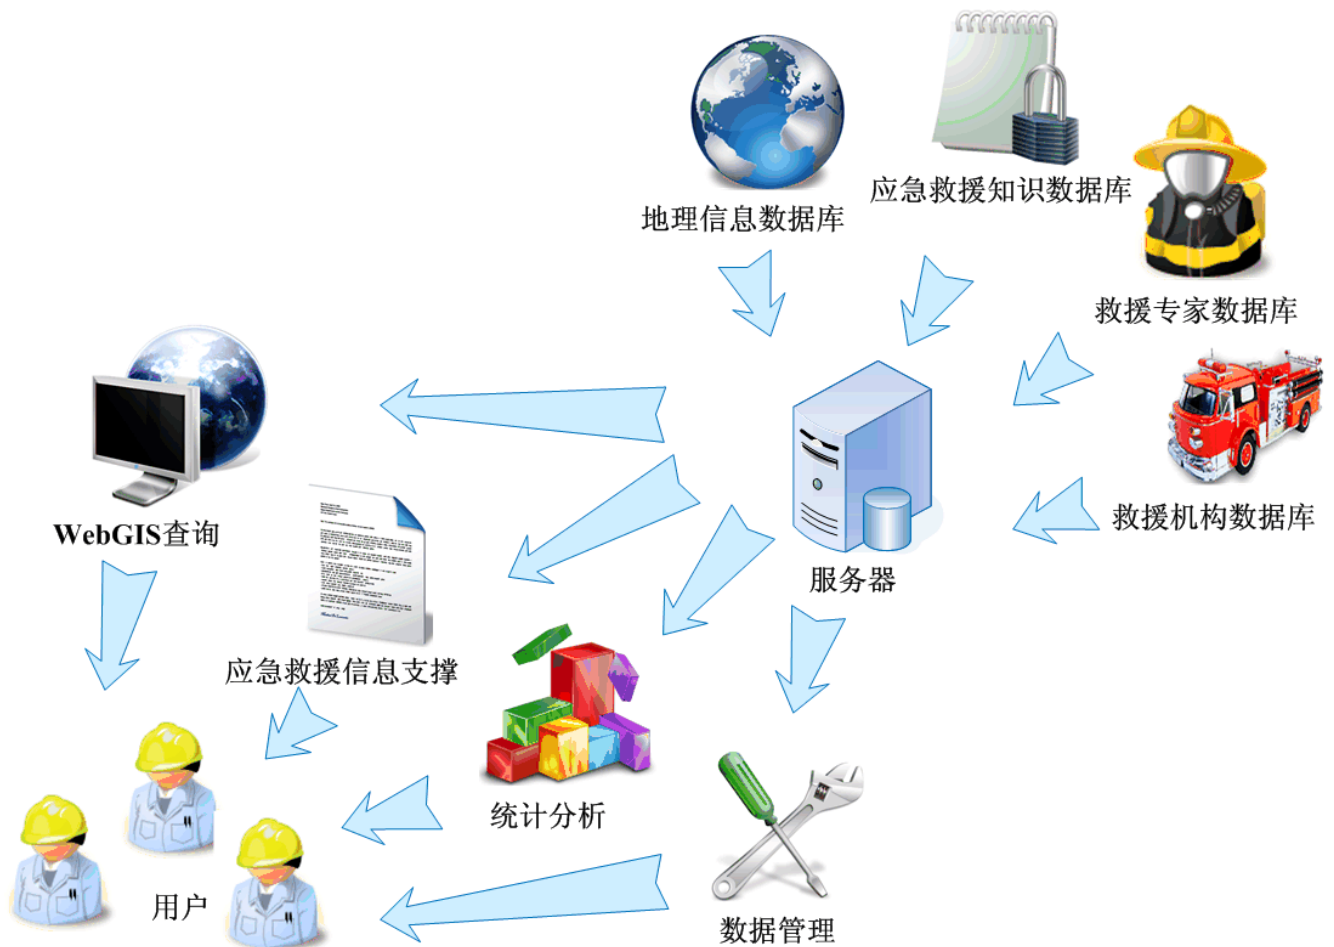 应急救援知识数据库
地理信息数据库
救援专家数据库
救援机构数据库
WebGIS查询
服务器
应急救援信息支撑
统计分析
用户
数据管理